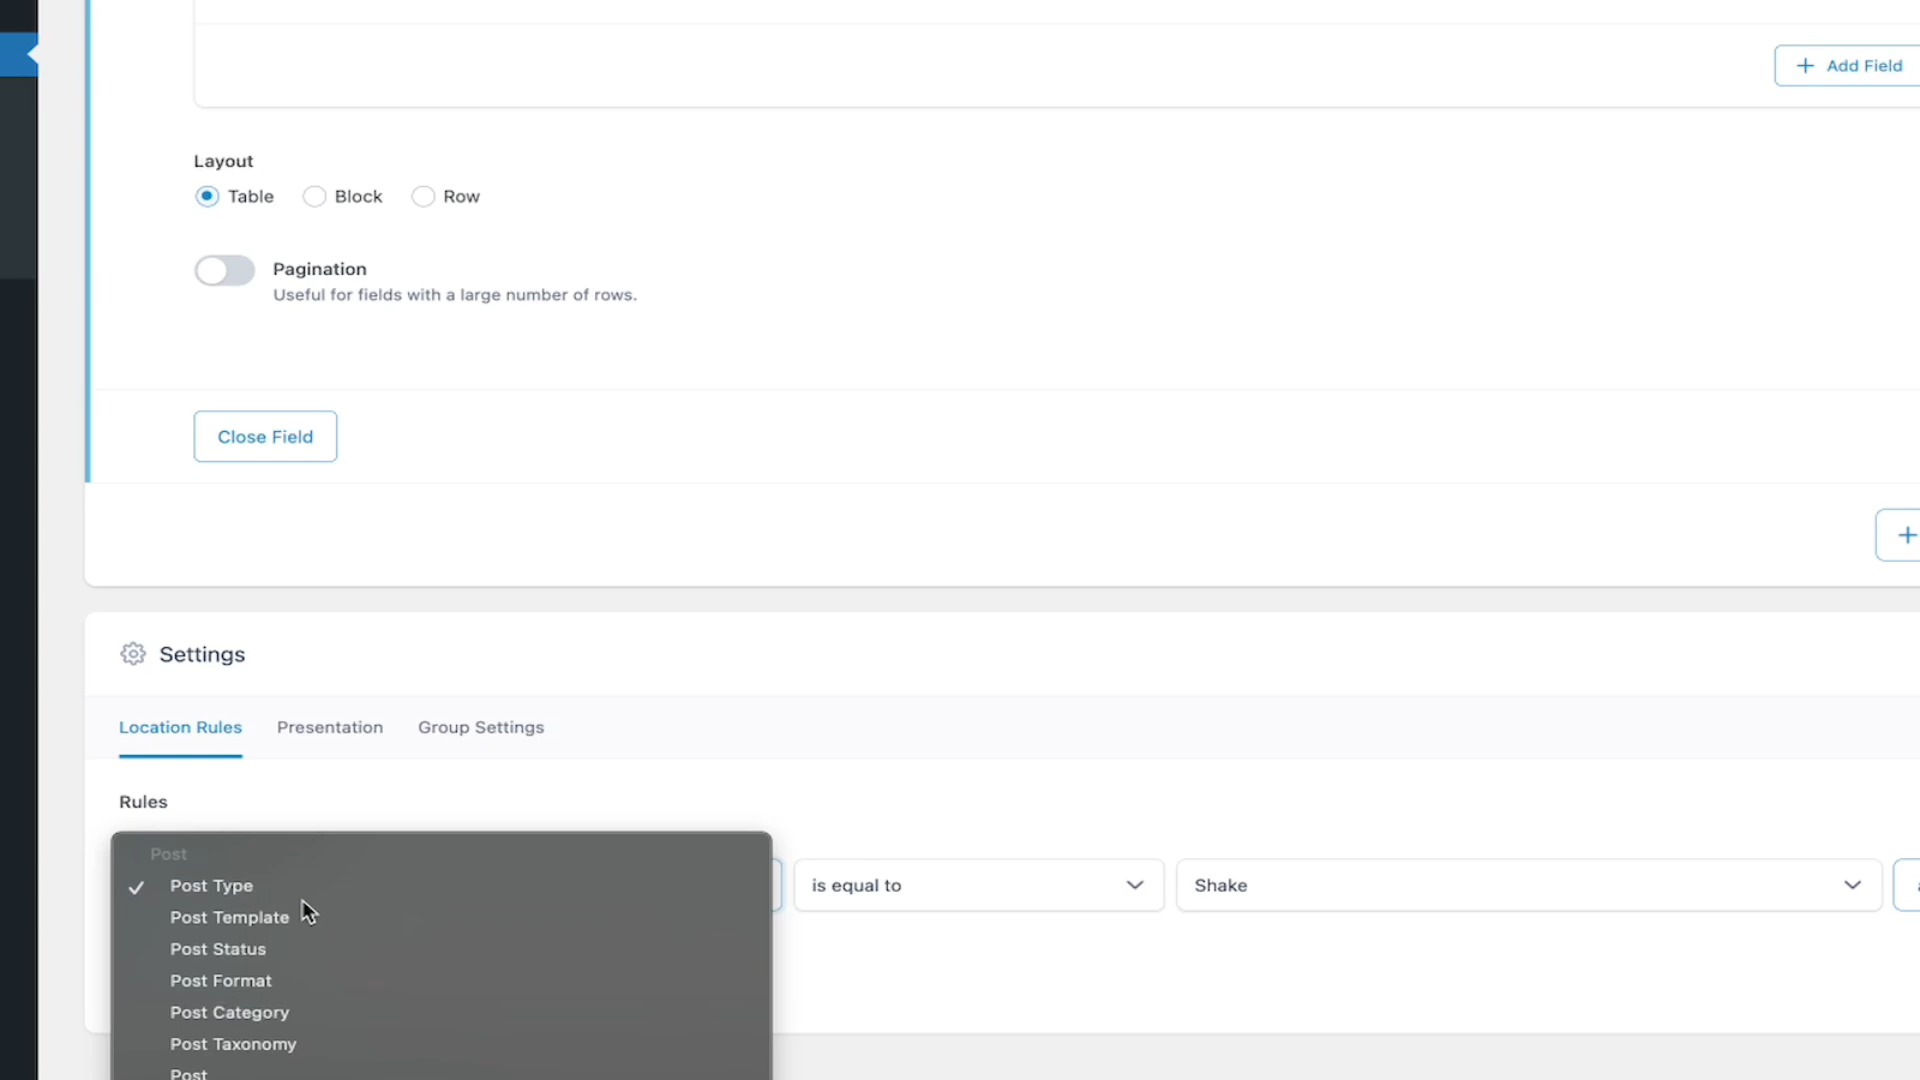 Add Field
Layout
Table Block Row
Pagination
Useful for fields with a large number of rows.
Close Field
Settings
Location Rules Presentation Group Settings
Rules
Post
Post Type is equal to Shake
Post Template
Post Status
Post Format
Post Category
Post Taxonomy
Post